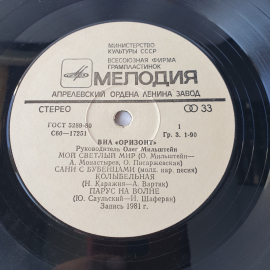 МИНИСТЕРСТВО
КУЛЬТУРЫ СССР
ВСЕСОЮЗНАЯ ФИРМА
ГРАМПЛАСТИНОК
МЕЛОДИЯ
АПРЕЛЕВСКИЙ ОРДЕНА ЛЕНИНА ЗАВОД
СТЕРЕО 33
ГОСТ 5289-80 1
С60—17251 Гр. 3. 1-90
ВИА «ОРИЗОНТ»
Руководитель Олег Мильштейн
МОЙ СВЕТЛЫЙ МИР (О. Мильштейн—
А. Монастырев, О. Писаржевская)
САНИ С БУБЕНЦАМИ (молд. нар. песня)
КОЛЫБЕЛЬНАЯ
(Н. Каражия—А. Вартик)
ПАРУС НА ВОЛНЕ
(Ю. Саульский—И. Шаферан)
Запись 1981 г.